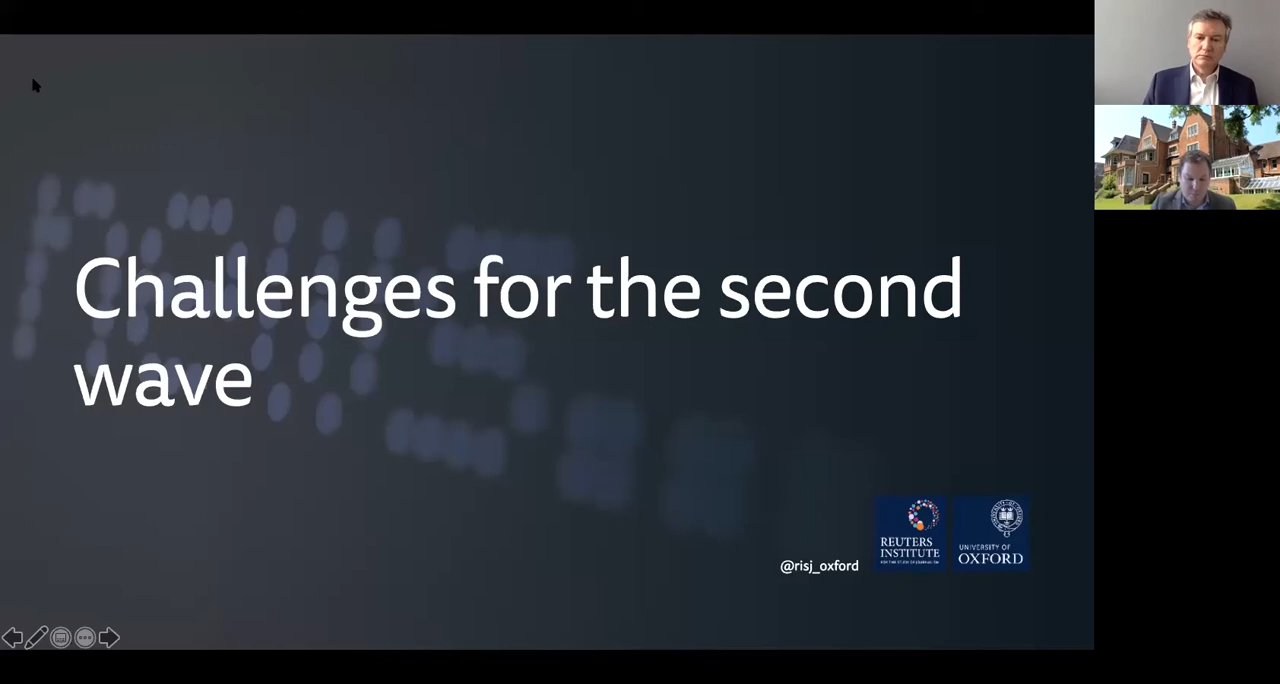 Challenges for the second
wave
@risj_oxford
REUTERS
INSTITUTE
UNIVERSITY OF
OXFORD